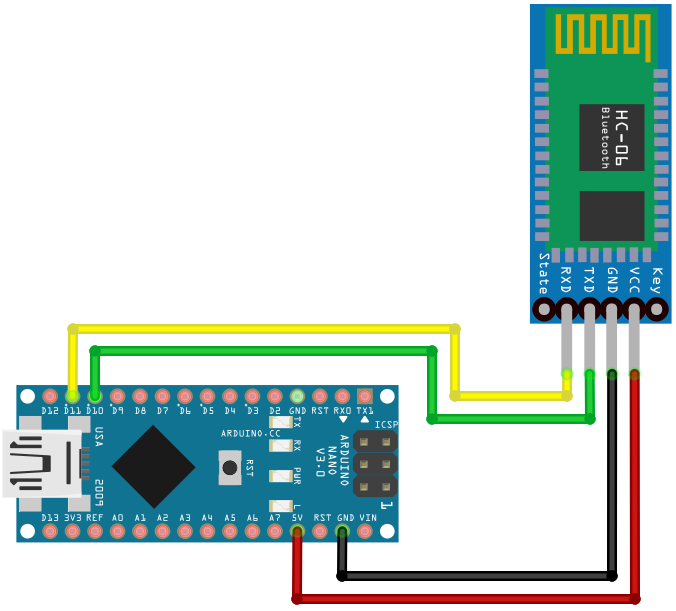 HC-06
Bluetooth
State RXD TXD GND VCC Key
D12 D11 D10 D9 D8 D7 D6 D5 D4 D3 D2 GND RST RX0 TX1
TX
RX
PWR
L
ARDUINO.CC
RST
ICSP
ARDUINO
NANO
V3.0
1
USA
2009
D13 3V3 REF A0 A1 A2 A3 A4 A5 A6 A7 5V RST GND VIN